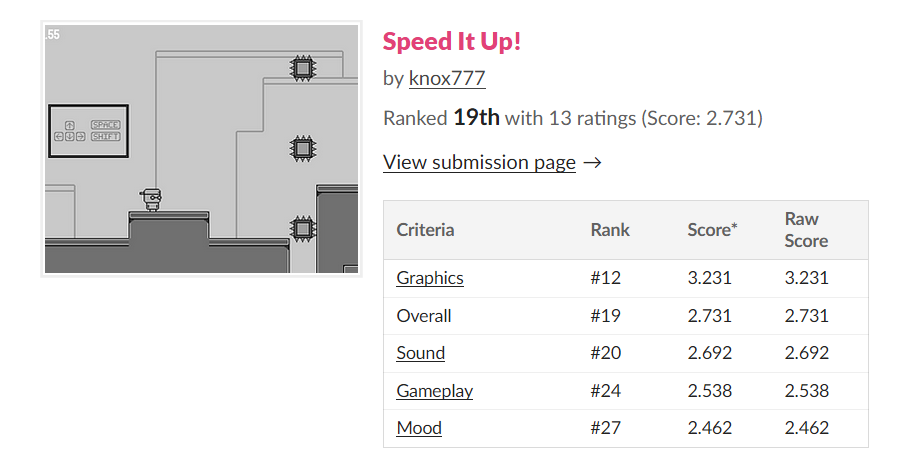 .55
SPACE
SHIFT
Speed It Up!
by knox777
Ranked 19th with 13 ratings (Score: 2.731)
View submission page →
Criteria Rank Score* Raw Score
Graphics #12 3.231 3.231
Overall #19 2.731 2.731
Sound #20 2.692 2.692
Gameplay #24 2.538 2.538
Mood #27 2.462 2.462